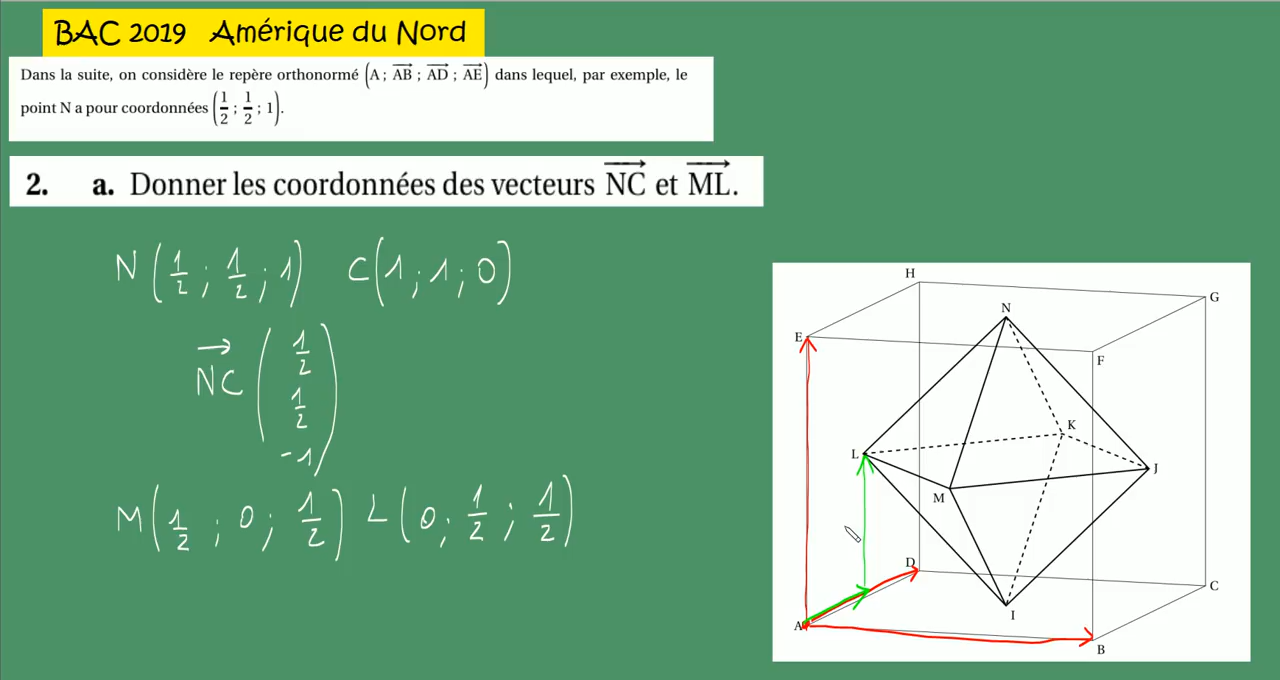 BAC 2019 Amérique du Nord
Dans la suite, on considère le repère orthonormé (A ; AB ; AD ; AE) dans lequel, par exemple, le
point N a pour coordonnées (1/2 ; 1/2 ; 1).
2. a. Donner les coordonnées des vecteurs NC et ML.
N(1/2 ; 1/2 ; 1) C(1 ; 1 ; 0)
NC (1/2
1/2
-1)
M(1/2 ; 0 ; 1/2) L(0 ; 1/2 ; 1/2)
H
G
N
E
F
K
L
J
M
D
C
I
A
B